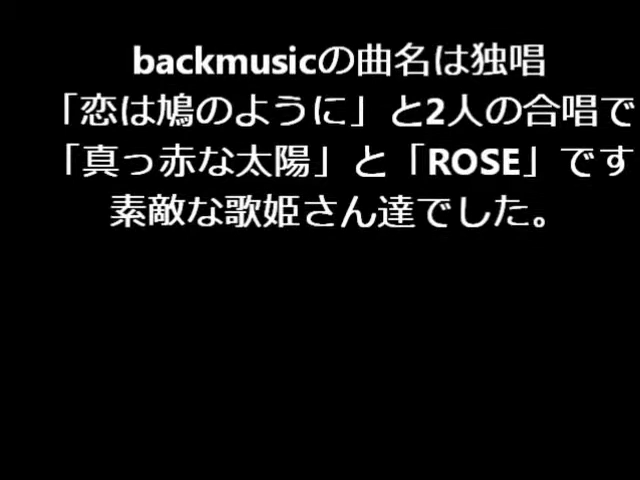 backmusicの曲名は独唱
「恋は鳩のように」と2人の合唱で
「真っ赤な太陽」と「ROSE」です
素敵な歌姫さん達でした。